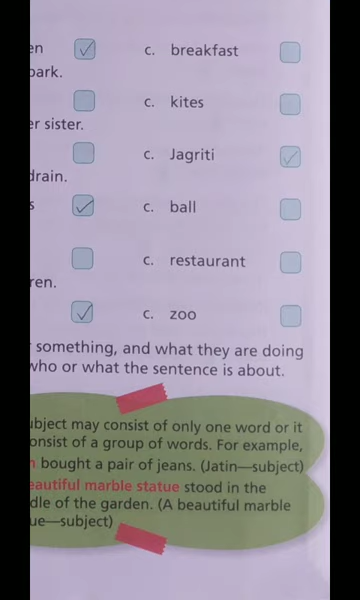 en ✓ c. breakfast
park.
c. kites
er sister.
c. Jagriti ✓
drain.
s ✓ c. ball
c. restaurant
ren.
✓ c. zoo
something, and what they are doing
who or what the sentence is about.
ubject may consist of only one word or it
onsist of a group of words. For example,
n bought a pair of jeans. (Jatin—subject)
eautiful marble statue stood in the
dle of the garden. (A beautiful marble
ue—subject)